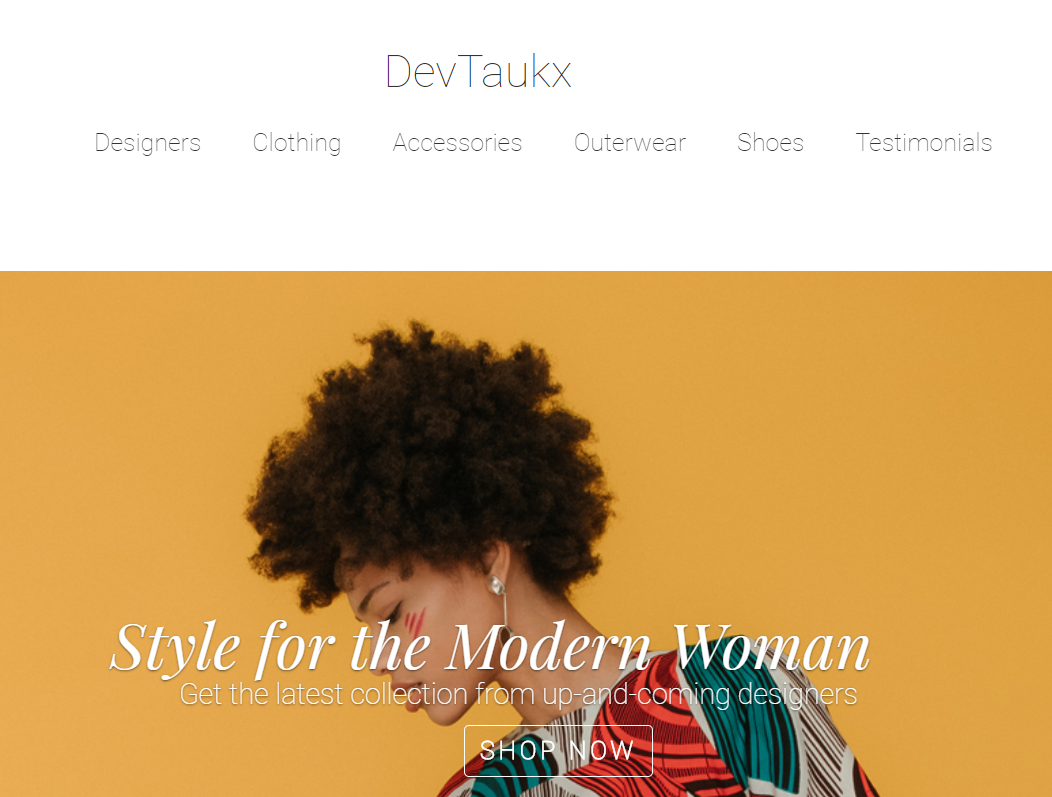 DevTaukx
Designers Clothing Accessories Outerwear Shoes Testimonials
Style for the Modern Woman
Get the latest collection from up-and-coming designers
SHOP NOW